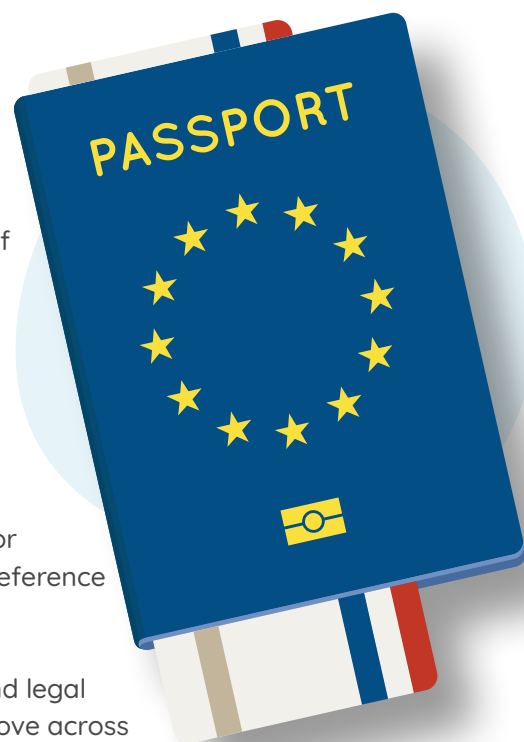 PASSPORT
f
or
eference
nd legal
ove across